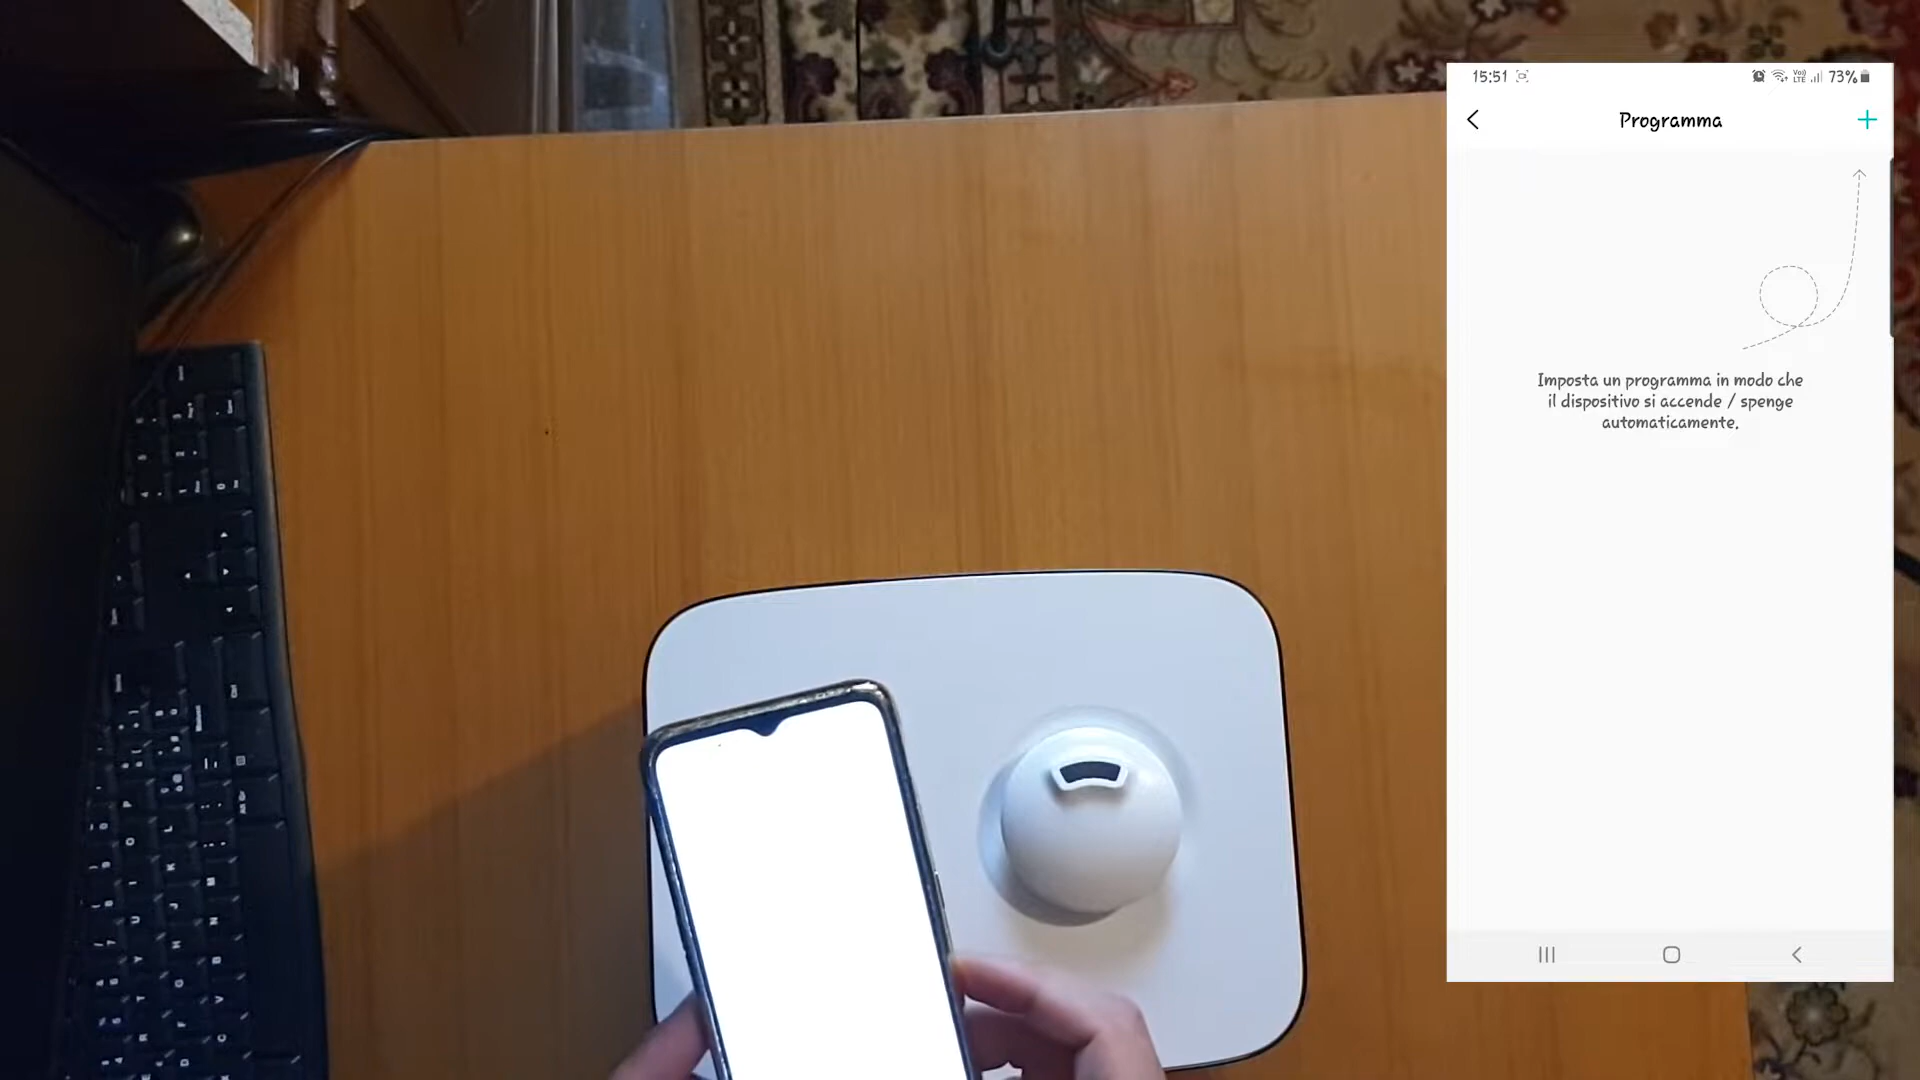 15:51
73%
Programma
Imposta un programma in modo che
il dispositivo si accende / spenge
automaticamente.